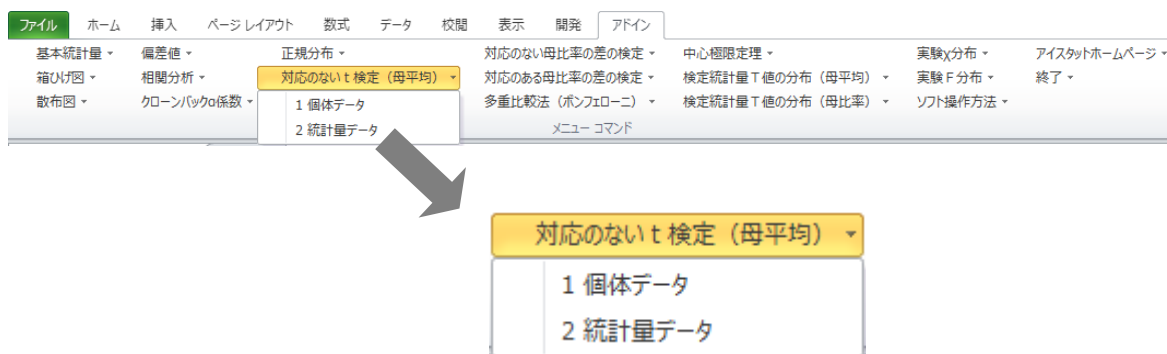 ファイル ホーム 挿入 ページ レイアウト 数式 データ 校閲 表示 開発 アドイン
基本統計量 偏差値 正規分布 対応のない母比率の差の検定 中心極限定理 実験χ分布 アイスタットホームページ
箱ひげ図 相関分析 対応のないt検定（母平均） 対応のある母比率の差の検定 検定統計量T値の分布（母平均） 実験F分布 終了
散布図 クローンバックα係数 1 個体データ 多重比較法（ボンフェローニ） 検定統計量T値の分布（母比率） ソフト操作方法
2 統計量データ メニュー コマンド
対応のないt検定（母平均）
1 個体データ
2 統計量データ